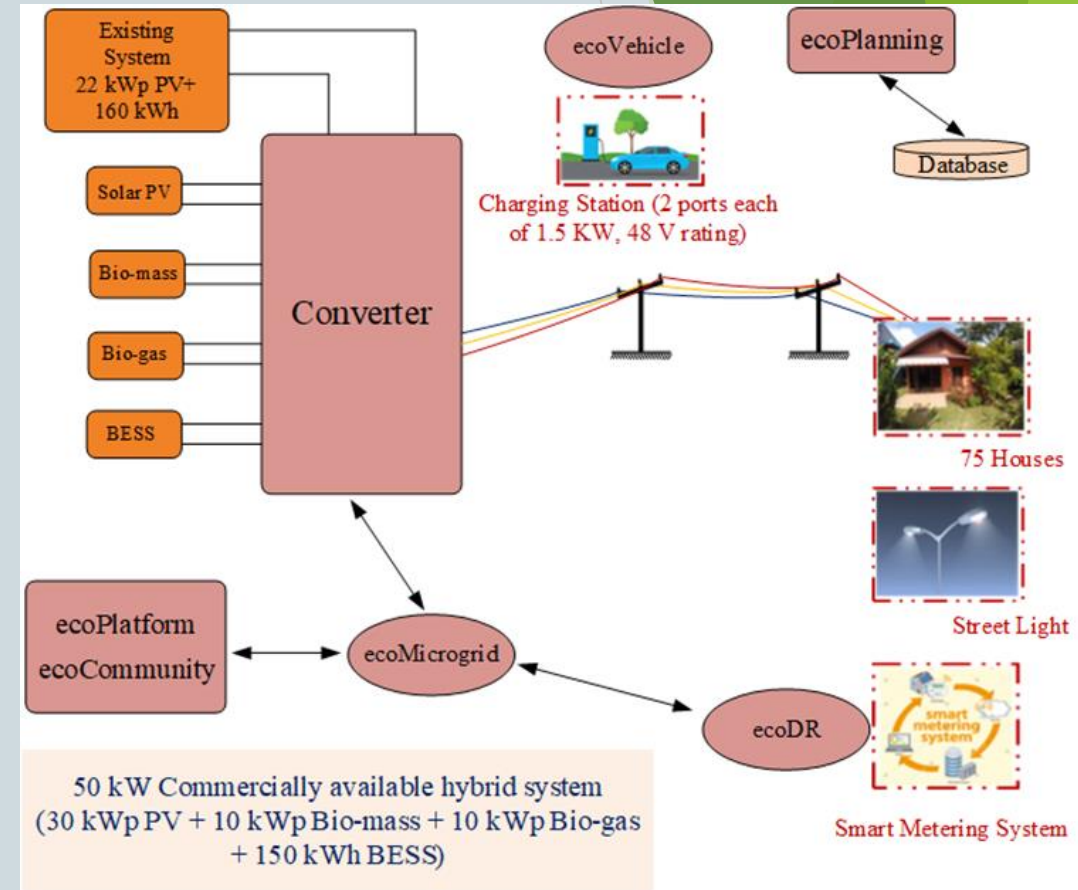 Existing
System
22 kWp PV+
160 kWh
ecoVehicle
ecoPlanning
Database
Solar PV
Bio-mass
Bio-gas
BESS
Converter
Charging Station (2 ports each
of 1.5 KW, 48 V rating)
75 Houses
Street Light
ecoPlatform
ecoCommunity
ecoMicrogrid
ecoDR
smart
metering
system
Smart Metering System
50 kW Commercially available hybrid system
(30 kWp PV + 10 kWp Bio-mass + 10 kWp Bio-gas
+ 150 kWh BESS)